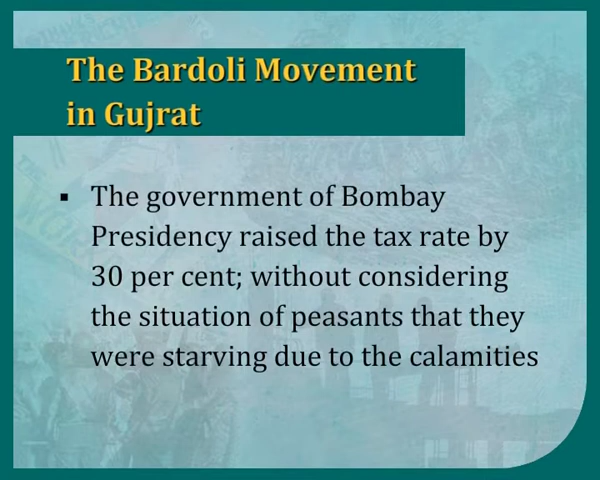 The Bardoli Movement
in Gujrat
▪ The government of Bombay
Presidency raised the tax rate by
30 per cent; without considering
the situation of peasants that they
were starving due to the calamities